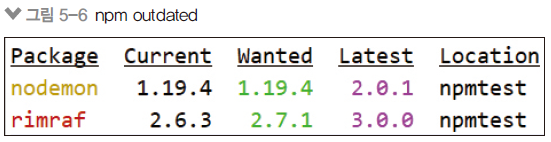 그림 5-6 npm outdated
Package Current Wanted Latest Location
nodemon 1.19.4 1.19.4 2.0.1 npmtest
rimraf 2.6.3 2.7.1 3.0.0 npmtest